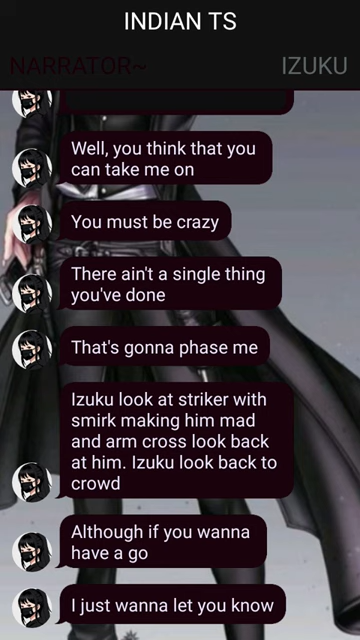 INDIAN TS
NARRATOR~ IZUKU
Well, you think that you
can take me on
You must be crazy
There ain't a single thing
you've done
That's gonna phase me
Izuku look at striker with
smirk making him mad
and arm cross look back
at him. Izuku look back to
crowd
Although if you wanna
have a go
I just wanna let you know